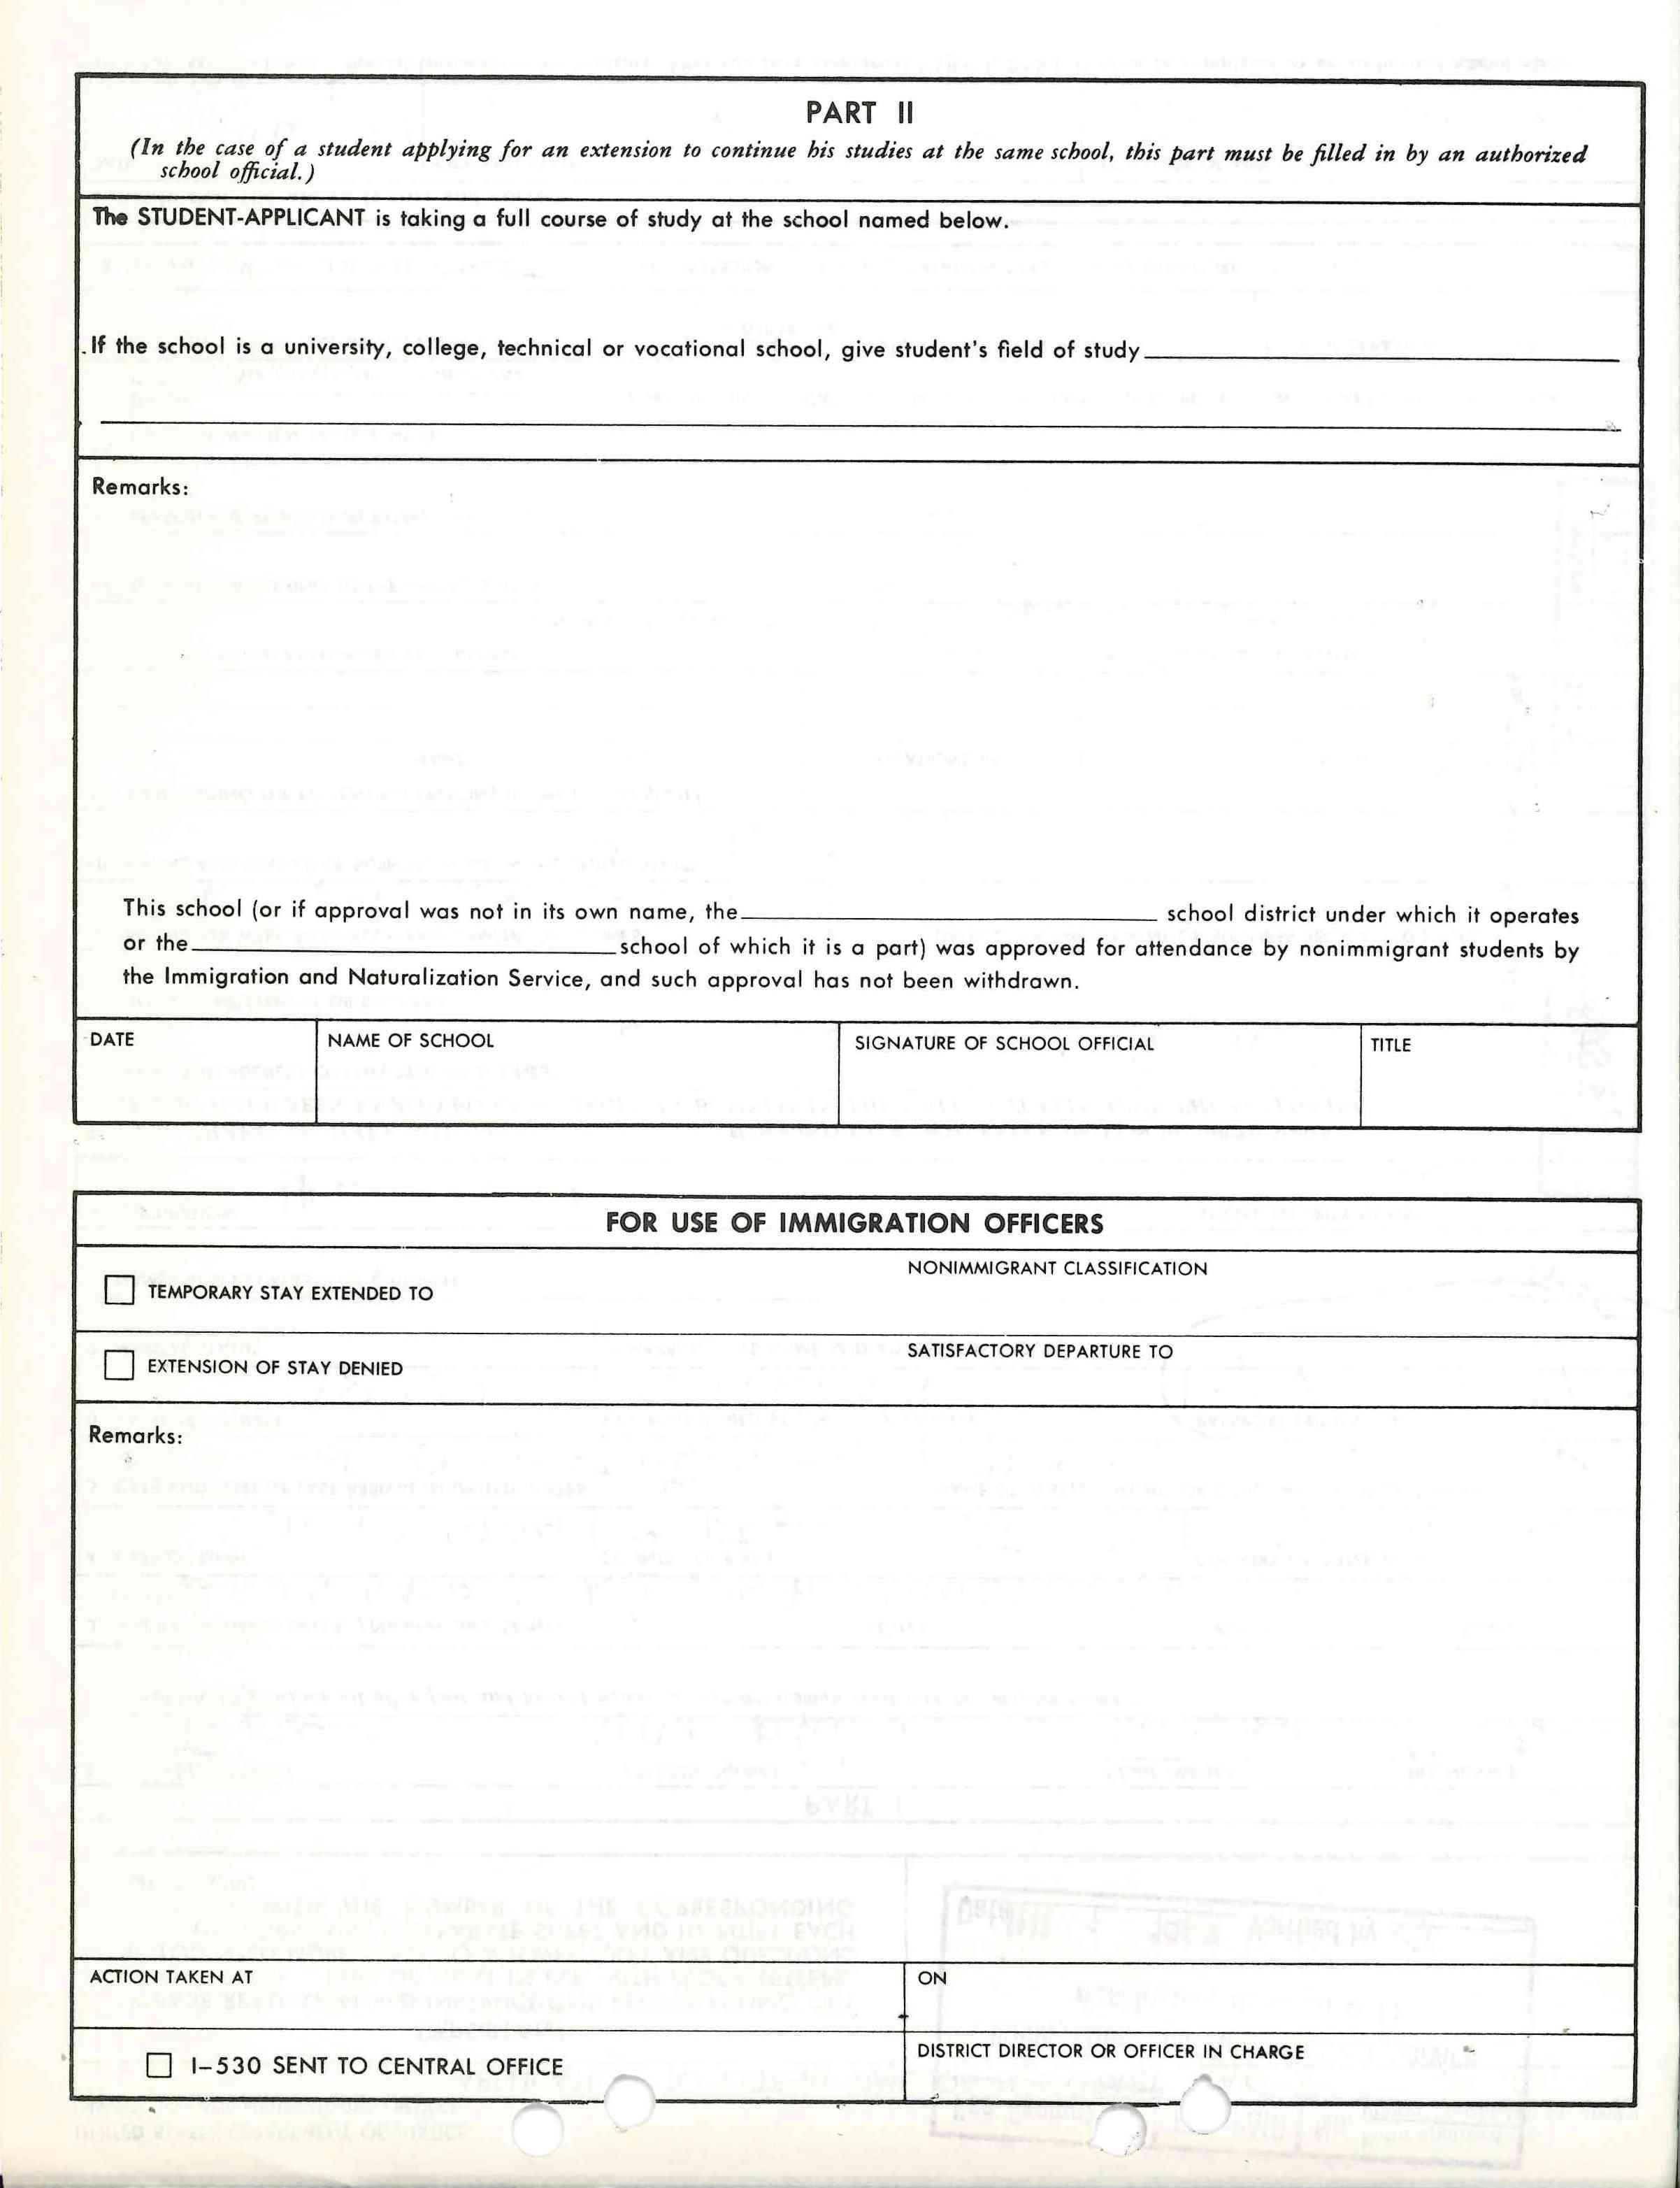 PART II
(In the case of a student applying for an extension to continue his studies at the same school, this part must be filled in by an authorized
school official.)
The STUDENT-APPLICANT is taking a full course of study at the school named below.
If the school is a university, college, technical or vocational school, give student's field of study
Remarks:
This school (or if approval was not in its own name, the school district under which it operates
or the school of which it is a part) was approved for attendance by nonimmigrant students by
the Immigration and Naturalization Service, and such approval has not been withdrawn.
DATE
NAME OF SCHOOL
SIGNATURE OF SCHOOL OFFICIAL
TITLE
FOR USE OF IMMIGRATION OFFICERS
TEMPORARY STAY EXTENDED TO
NONIMMIGRANT CLASSIFICATION
EXTENSION OF STAY DENIED
SATISFACTORY DEPARTURE TO
Remarks:
ACTION TAKEN AT
ON
I-530 SENT TO CENTRAL OFFICE
DISTRICT DIRECTOR OR OFFICER IN CHARGE